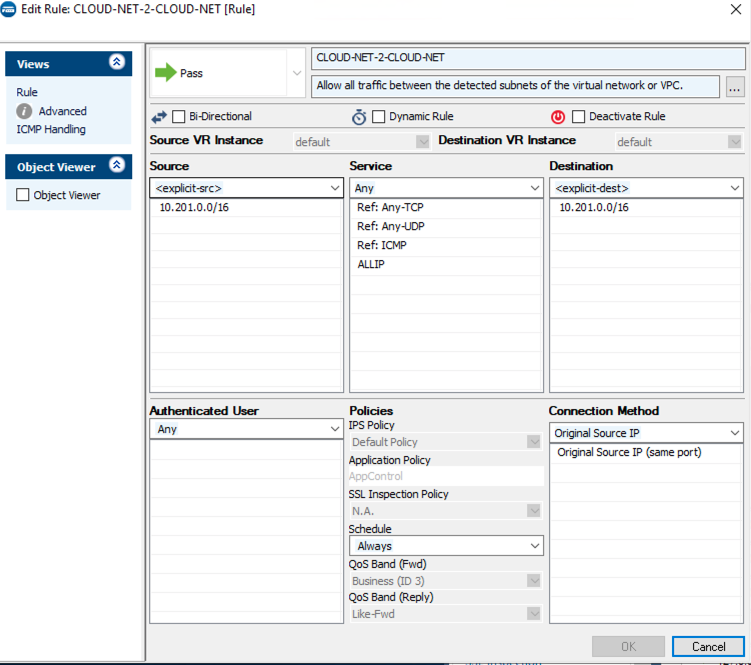 Edit Rule: CLOUD-NET-2-CLOUD-NET [Rule]
Views
Rule
i Advanced
ICMP Handling
Object Viewer
Object Viewer
Pass
CLOUD-NET-2-CLOUD-NET
Allow all traffic between the detected subnets of the virtual network or VPC.
...
Bi-Directional
Dynamic Rule
Deactivate Rule
Source VR Instance
default
Destination VR Instance
default
Source
<explicit-src>
10.201.0.0/16
Service
Any
Ref: Any-TCP
Ref: Any-UDP
Ref: ICMP
ALLIP
Destination
<explicit-dest>
10.201.0.0/16
Authenticated User
Any
Policies
IPS Policy
Default Policy
Application Policy
AppControl
SSL Inspection Policy
N.A.
Schedule
Always
QoS Band (Fwd)
Business (ID 3)
QoS Band (Reply)
Like-Fwd
Connection Method
Original Source IP
Original Source IP (same port)
OK
Cancel